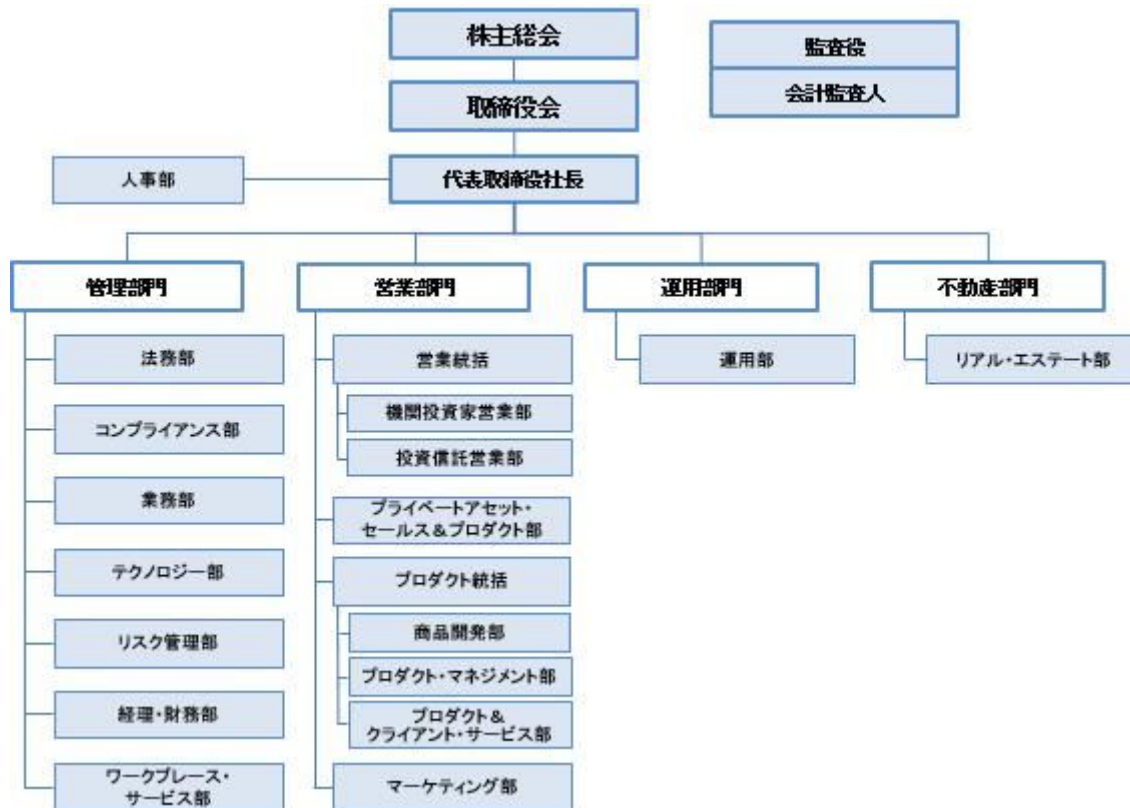 株主総会
監査役
会計監査人
取締役会
人事部
代表取締役社長
管理部門
営業部門
運用部門
不動産部門
法務部
コンプライアンス部
業務部
テクノロジー部
リスク管理部
経理・財務部
ワークプレース・
サービス部
営業統括
機関投資家営業部
投資信託営業部
プライベートアセット・
セールス&プロダクト部
プロダクト統括
商品開発部
プロダクト・マネジメント部
プロダクト&
クライアント・サービス部
マーケティング部
運用部
リアル・エステート部